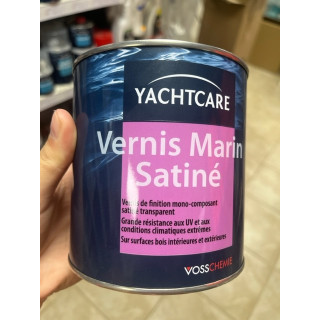 YACHTCARE
Vernis Marin
Satiné
Vernis de finition mono-composant
satiné transparent
Grande résistance aux UV et aux
conditions climatiques extrêmes
Sur surfaces bois intérieures et extérieures
VOSSCHEMIE